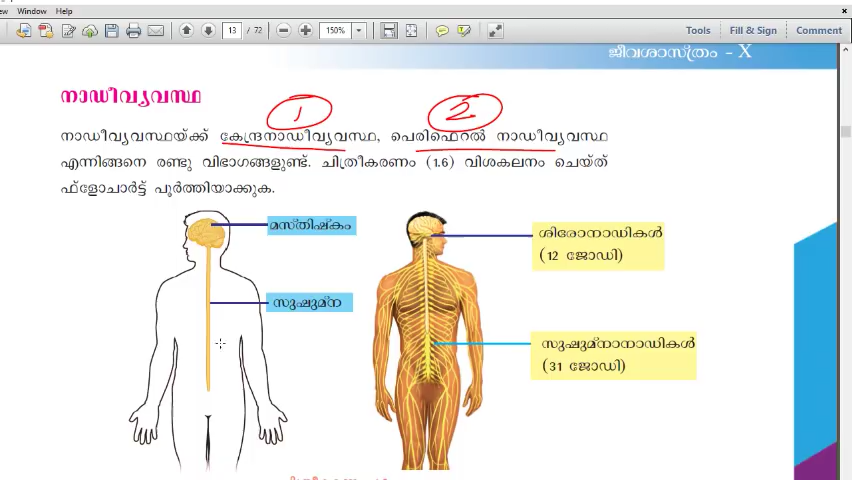 Window Help
13 / 72
150%
Tools Fill & Sign Comment
ജീവശാസ്ത്രം - X
നാഡീവ്യവസ്ഥ
1 2
നാഡീവ്യവസ്ഥയ്ക്ക് കേന്ദ്രനാഡീവ്യവസ്ഥ, പെരിഫെറൽ നാഡീവ്യവസ്ഥ
എന്നിങ്ങനെ രണ്ടു വിഭാഗങ്ങളുണ്ട്. ചിത്രീകരണം (1.6) വിശകലനം ചെയ്ത്
ഫ്ളോചാർട്ട് പൂർത്തിയാക്കുക.
മസ്തിഷ്കം
ശിരോനാഡികൾ
(12 ജോഡി)
സുഷുമ്ന
സുഷുമ്നാനാഡികൾ
(31 ജോഡി)